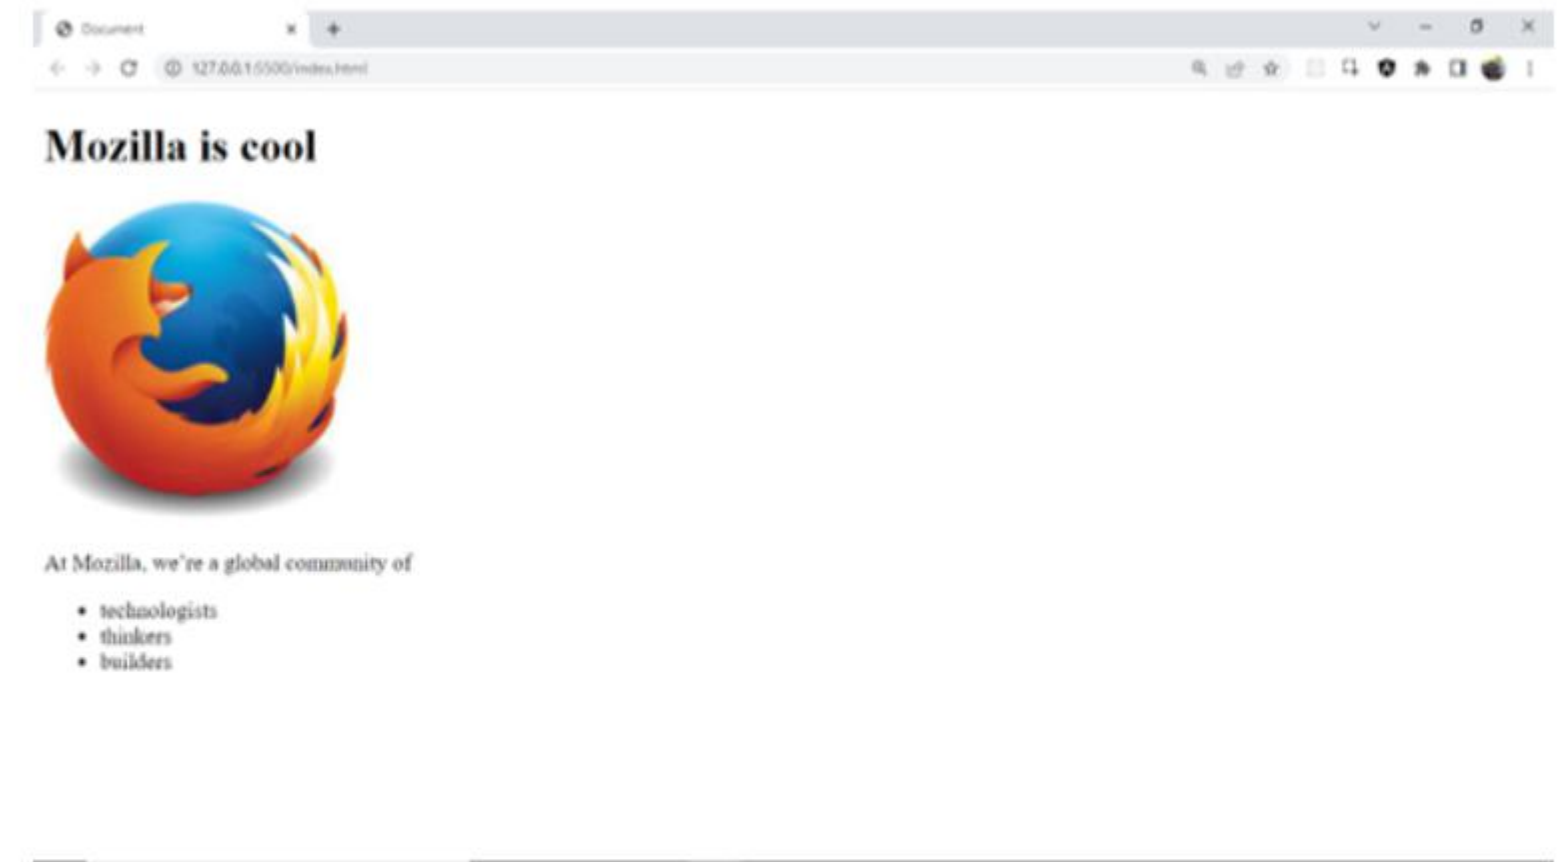 Document
127.0.0.1:5500/index.html
Mozilla is cool
At Mozilla, we're a global community of
• technologists
• thinkers
• builders